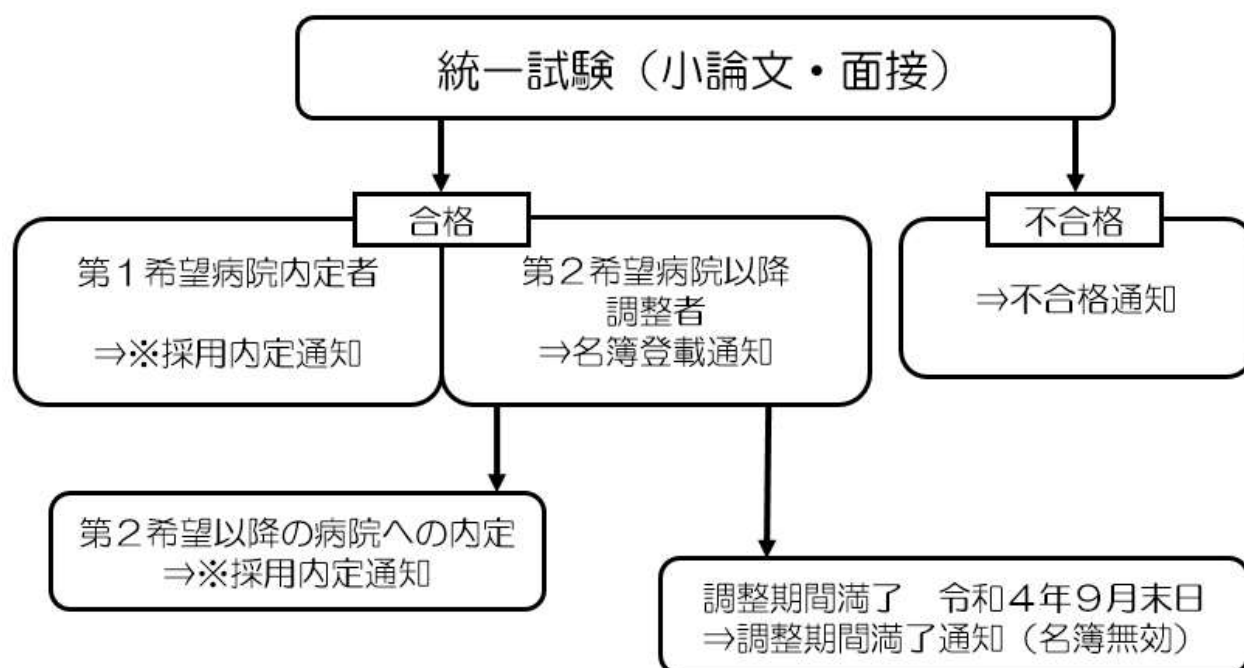 統一試験（小論文・面接）
合格
不合格
第１希望病院内定者
⇒※採用内定通知
第２希望病院以降
調整者
⇒名簿登載通知
⇒不合格通知
第２希望以降の病院への内定
⇒※採用内定通知
調整期間満了　令和４年９月末日
⇒調整期間満了通知（名簿無効）